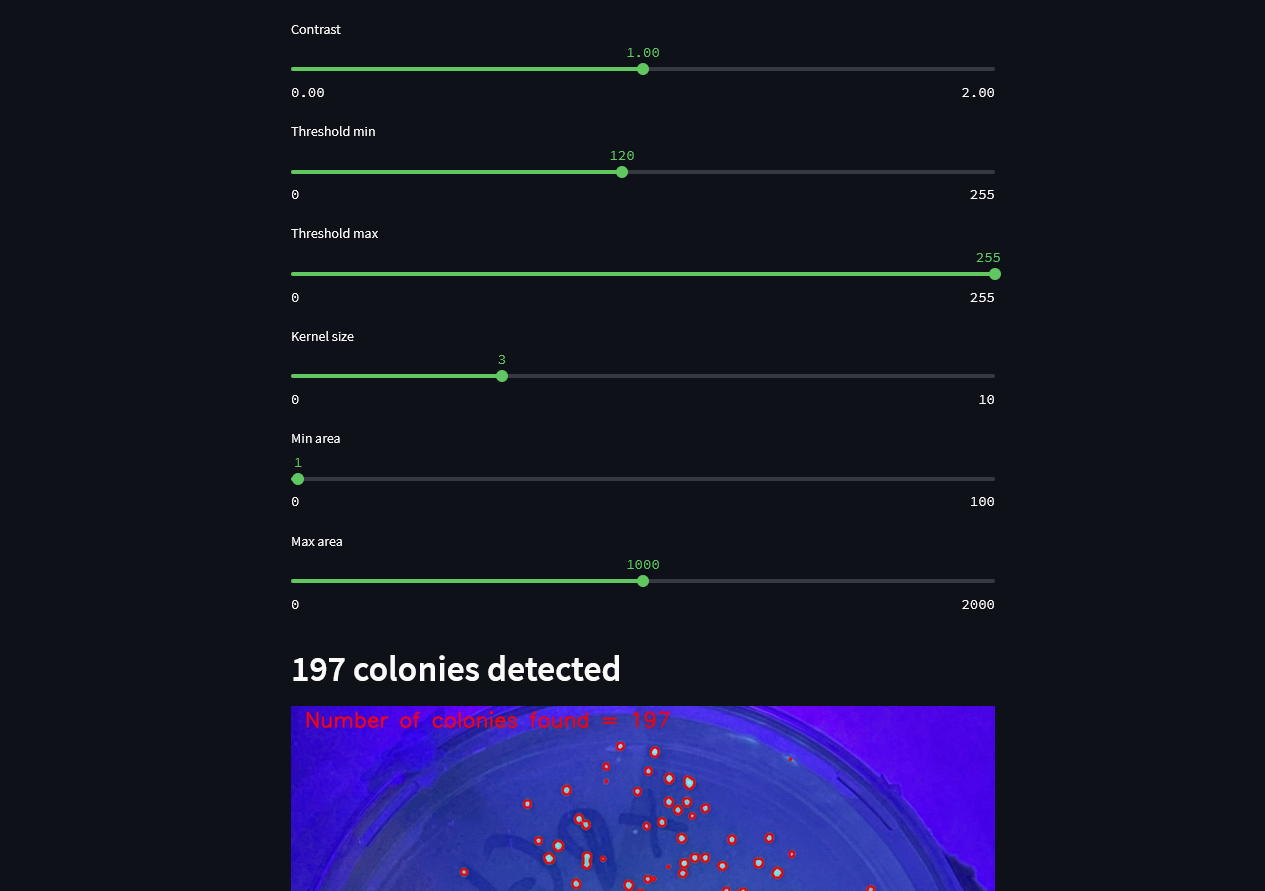 Contrast
1.00
0.00 2.00
Threshold min
120
0 255
Threshold max
255
0 255
Kernel size
3
0 10
Min area
1
0 100
Max area
1000
0 2000
197 colonies detected
Number of colonies found = 197